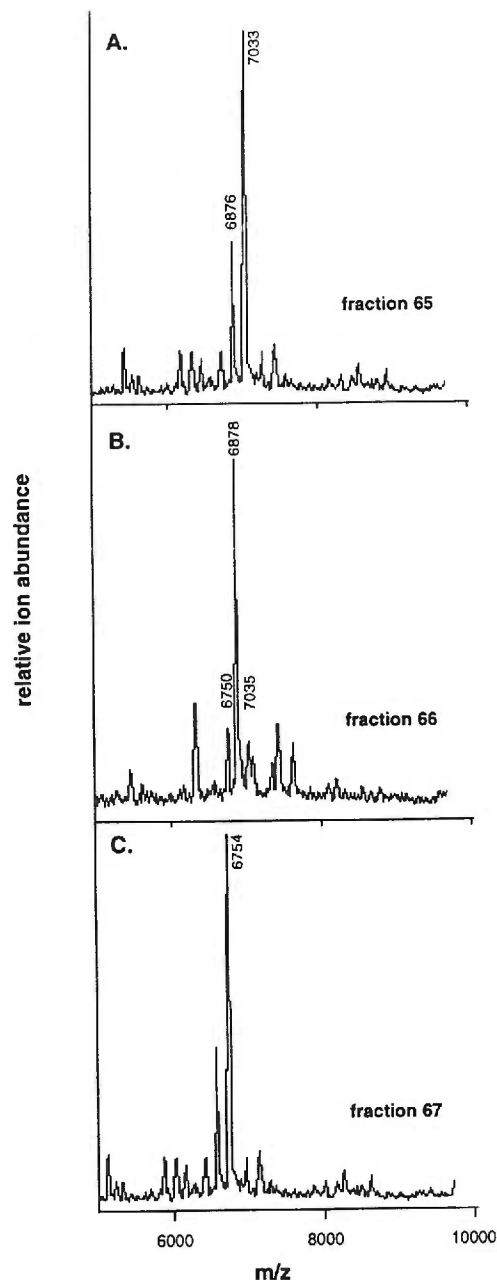 A.
7033
6876
fraction 65
B.
6878
6750
7035
fraction 66
relative ion abundance
C.
6754
fraction 67
6000 8000 10000
m/z